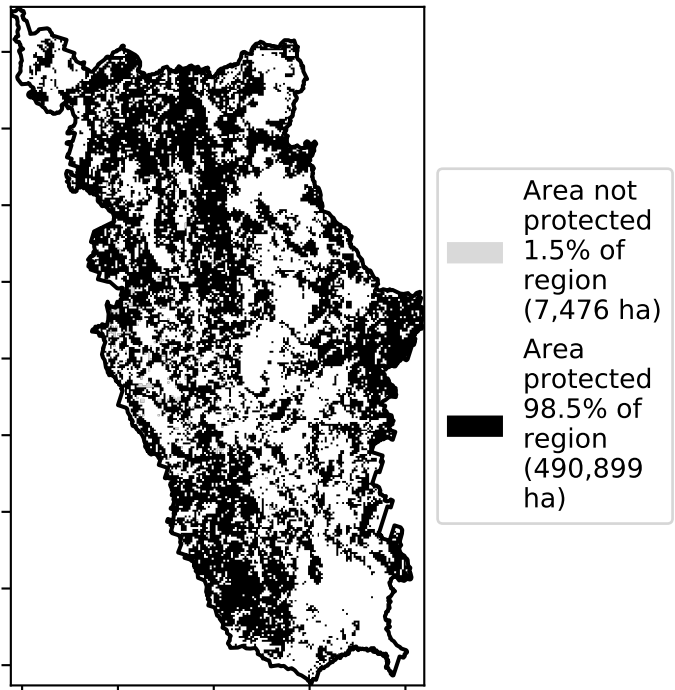 Area not
protected
1.5% of
region
(7,476 ha)
Area
protected
98.5% of
region
(490,899
ha)